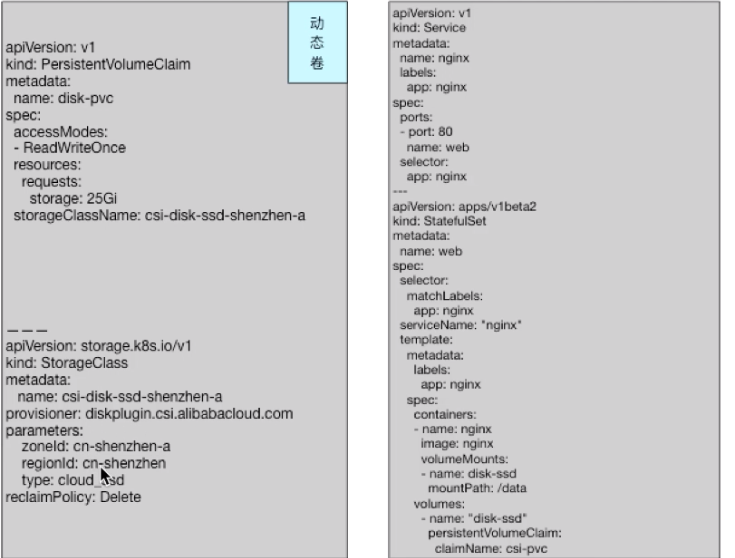 动
态
卷
apiVersion: v1
kind: PersistentVolumeClaim
metadata:
  name: disk-pvc
spec:
  accessModes:
  - ReadWriteOnce
  resources:
    requests:
      storage: 25Gi
  storageClassName: csi-disk-ssd-shenzhen-a
———
apiVersion: storage.k8s.io/v1
kind: StorageClass
metadata:
   name: csi-disk-ssd-shenzhen-a
provisioner: diskplugin.csi.alibabacloud.com
parameters:
    zoneId: cn-shenzhen-a
    regionId: cn-shenzhen
    type: cloud_ssd
reclaimPolicy: Delete
apiVersion: v1
kind: Service
metadata:
  name: nginx
  labels:
    app: nginx
spec:
  ports:
  - port: 80
    name: web
  selector:
    app: nginx
---
apiVersion: apps/v1beta2
kind: StatefulSet
metadata:
  name: web
spec:
  selector:
    matchLabels:
      app: nginx
  serviceName: "nginx"
  template:
    metadata:
      labels:
        app: nginx
    spec:
      containers:
      - name: nginx
        image: nginx
        volumeMounts:
        - name: disk-ssd
          mountPath: /data
      volumes:
        - name: "disk-ssd"
          persistentVolumeClaim:
            claimName: csi-pvc